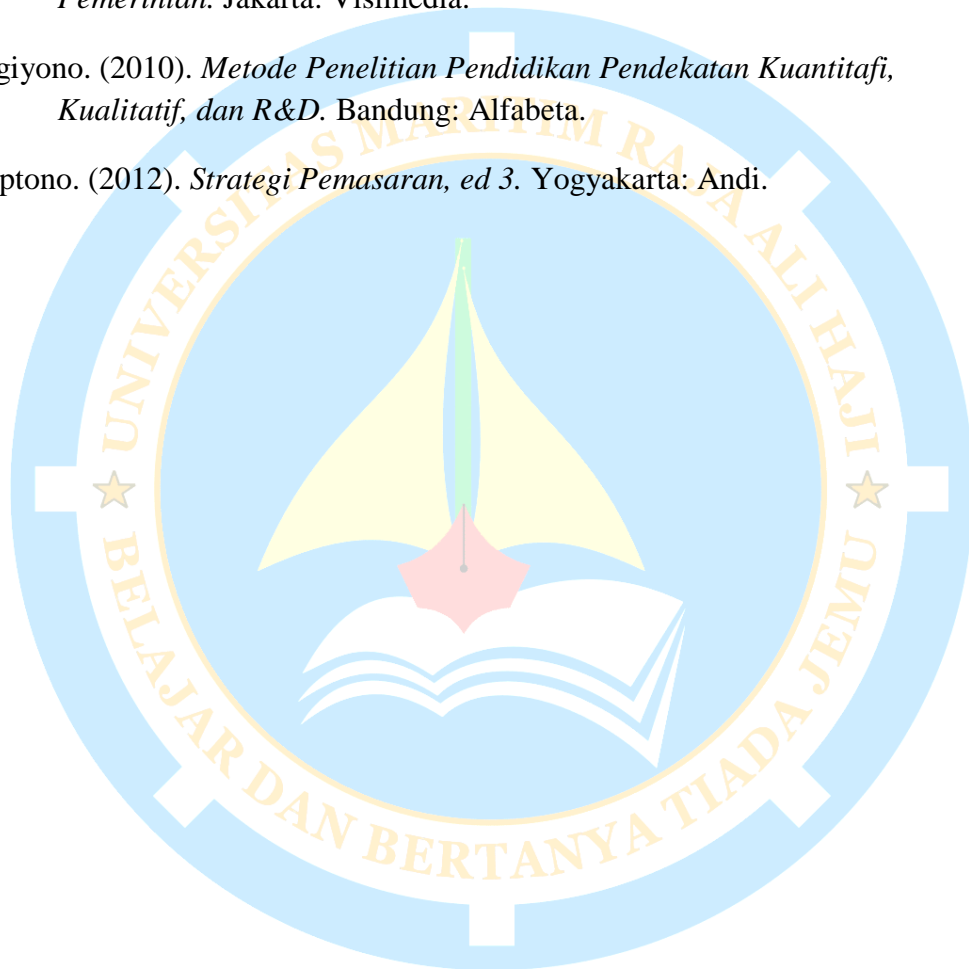 Pemerintah. Jakarta: Visimedia.
giyono. (2010). Metode Penelitian Pendidikan Pendekatan Kuantitafi,
Kualitatif, dan R&D. Bandung: Alfabeta.
ptono. (2012). Strategi Pemasaran, ed 3. Yogyakarta: Andi.
UNIVERSITAS MARITIM RAJA ALI HAJI
BELAJAR DAN BERTANYA TIADA JEMU